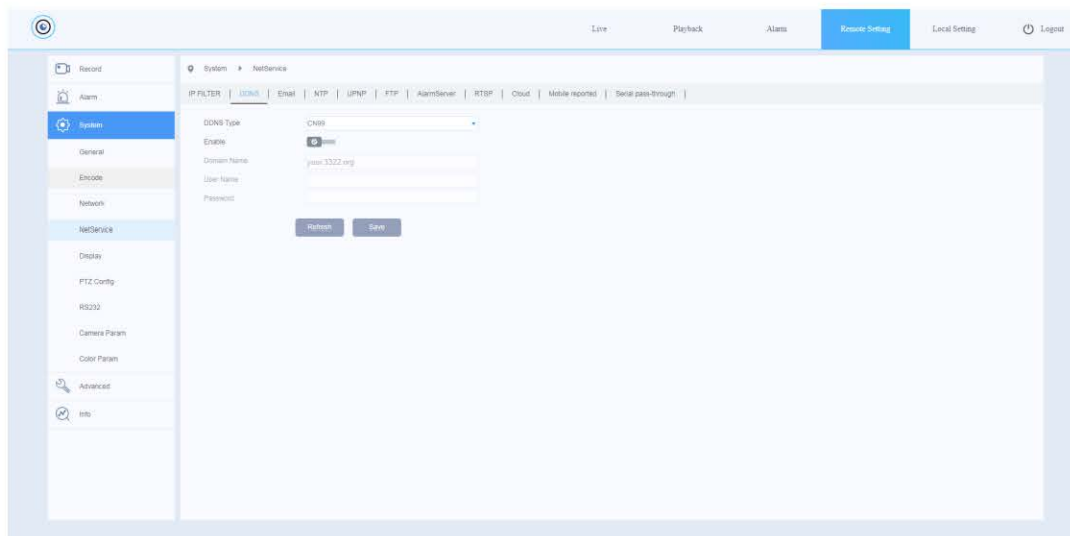 Live Playback Alarm Remote Setting Local Setting Logout
Record
Alarm
System
General
Encode
Network
NetService
Display
PTZ Config
RS232
Camera Param
Color Param
Advanced
Info
System NetService
IP FILTER | DDNS | Email | NTP | UPNP | FTP | AlarmServer | RTSP | Cloud | Mobile reported | Serial pass-through |
DDNS Type CN99
Enable
Domain Name your.3322.org
User Name
Password
Refresh Save